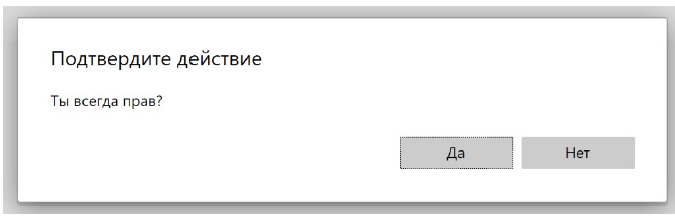 Подтвердите действие
Ты всегда прав?
Да Нет